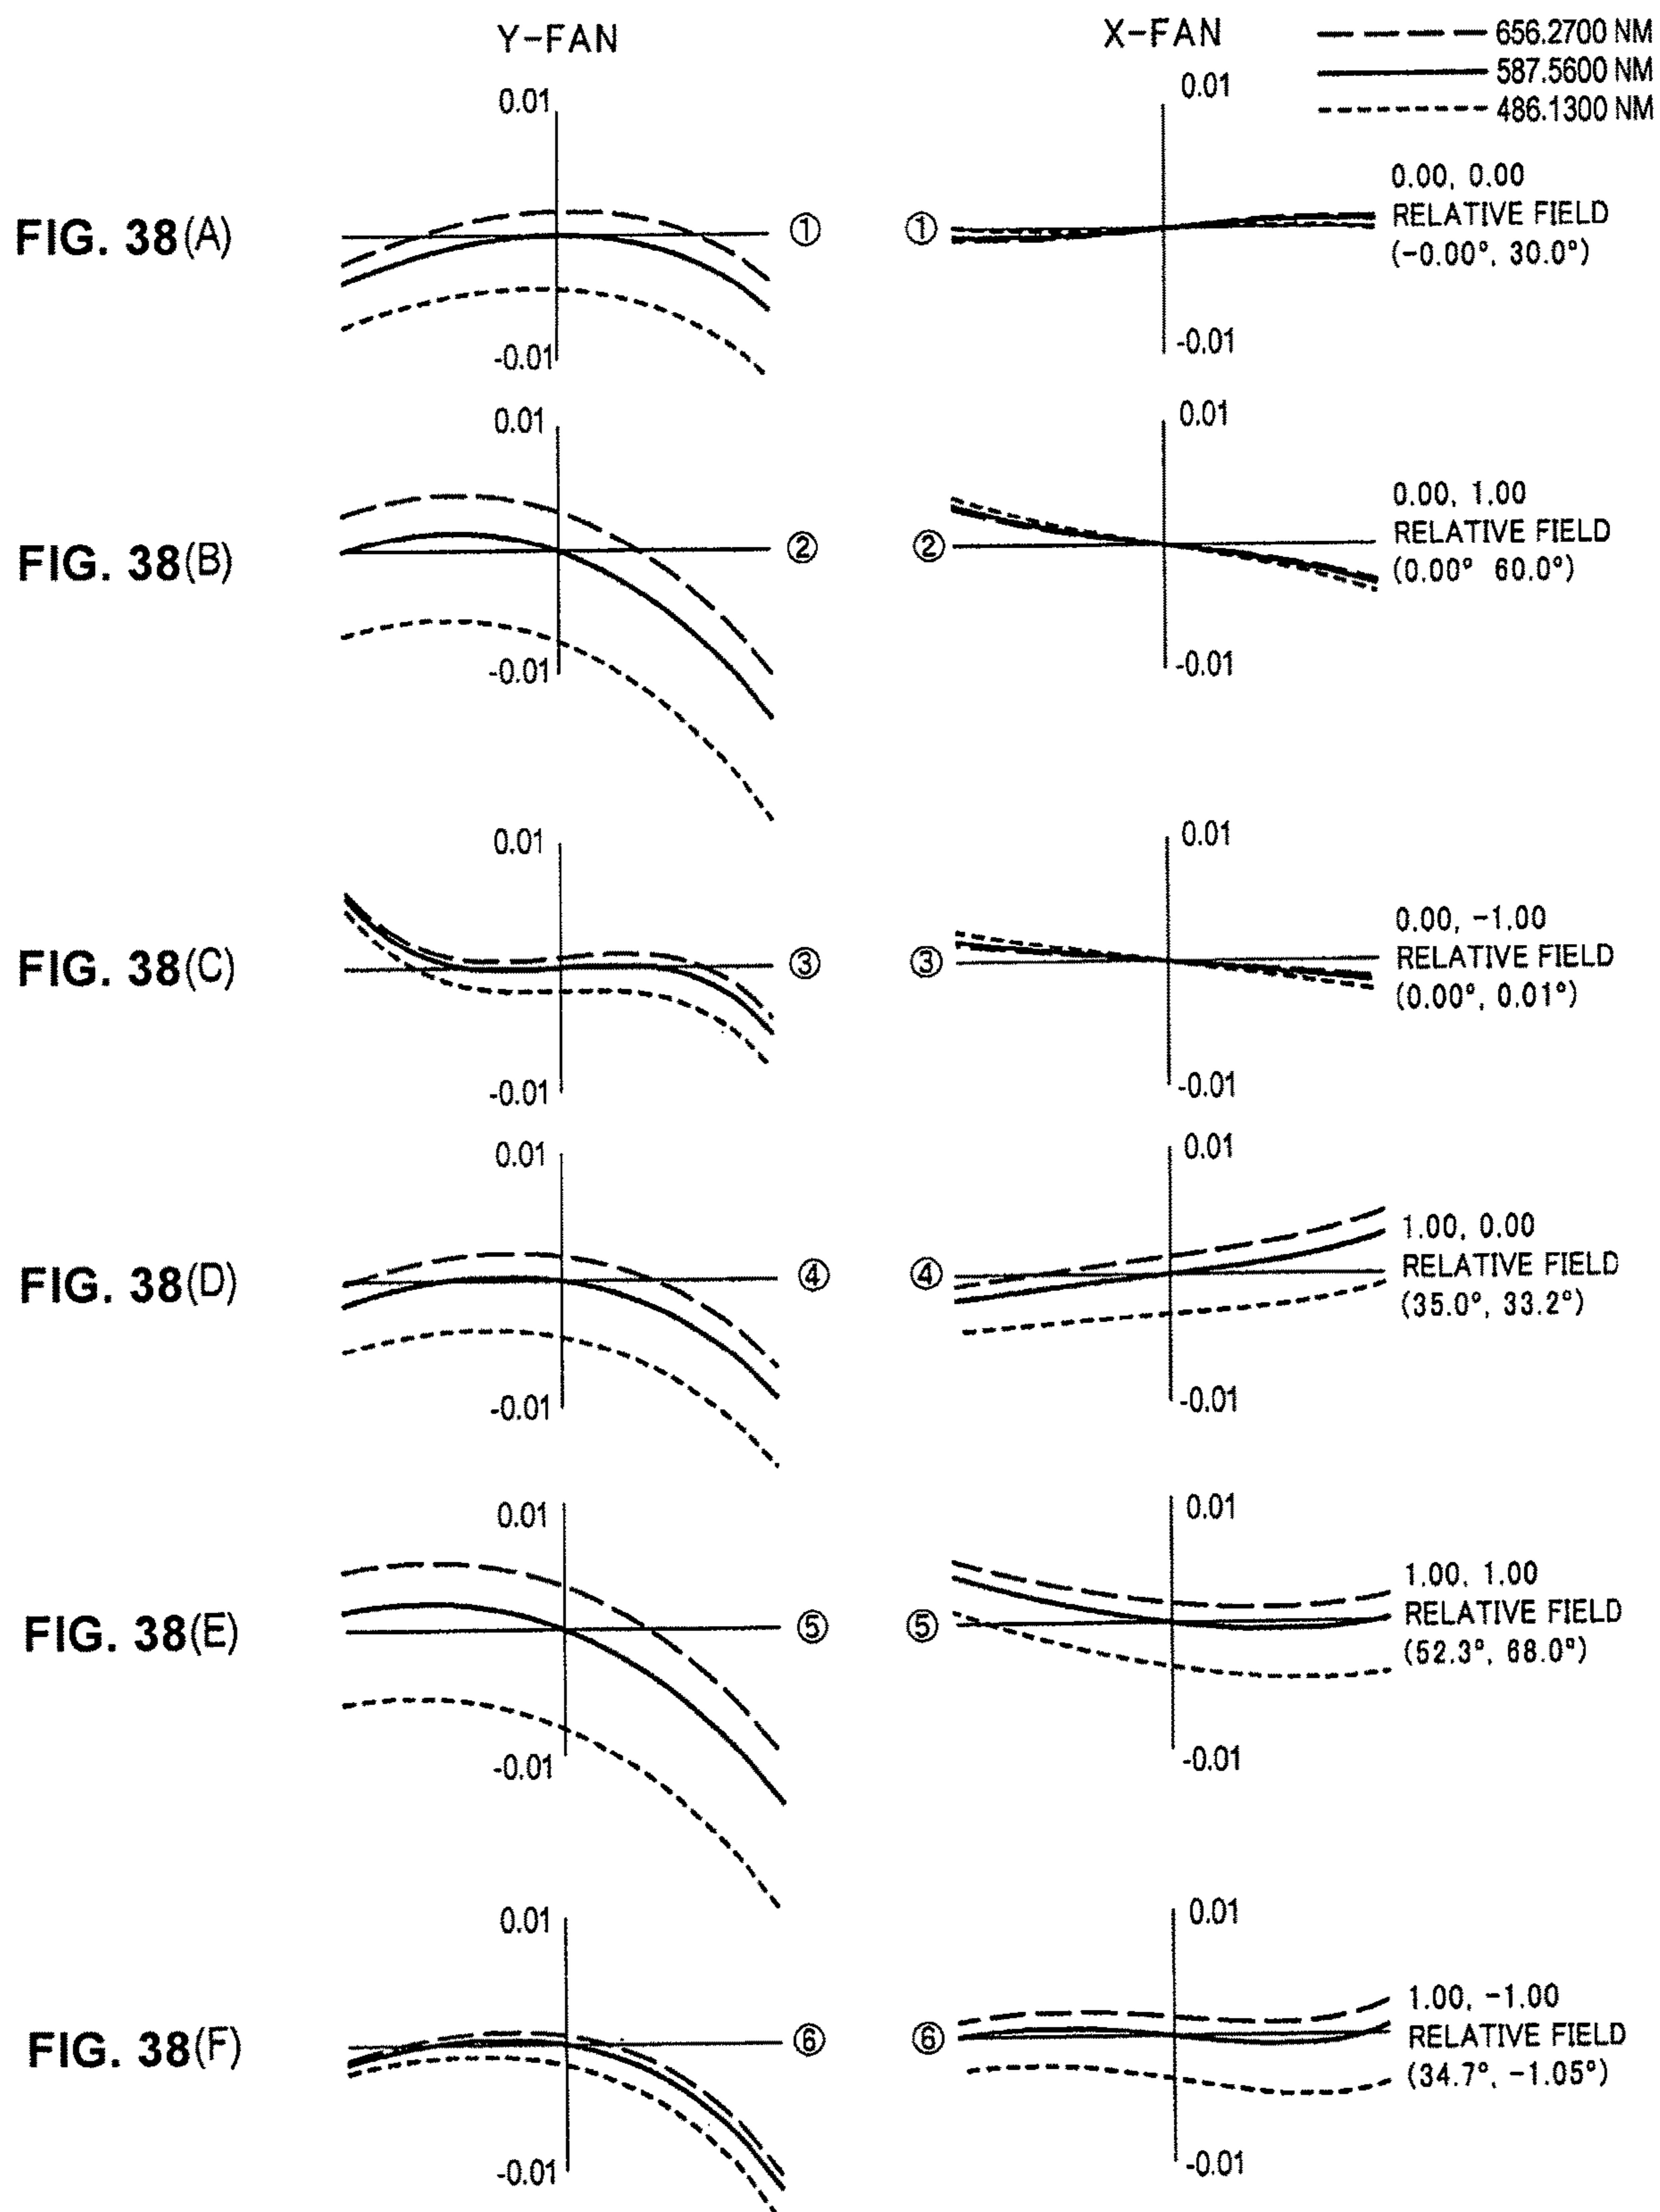 Y-FAN
X-FAN
656.2700 NM
587.5600 NM
486.1300 NM
FIG. 38(A)
0.01
-0.01
①
①
0.01
-0.01
0.00, 0.00
RELATIVE FIELD
(-0.00°, 30.0°)
FIG. 38(B)
0.01
-0.01
②
②
0.01
-0.01
0.00, 1.00
RELATIVE FIELD
(0.00° 60.0°)
FIG. 38(C)
0.01
-0.01
③
③
0.01
-0.01
0.00, -1.00
RELATIVE FIELD
(0.00°, 0.01°)
FIG. 38(D)
0.01
-0.01
④
④
0.01
-0.01
1.00, 0.00
RELATIVE FIELD
(35.0°, 33.2°)
FIG. 38(E)
0.01
-0.01
⑤
⑤
0.01
-0.01
1.00, 1.00
RELATIVE FIELD
(52.3°, 68.0°)
FIG. 38(F)
0.01
-0.01
⑥
⑥
0.01
-0.01
1.00, -1.00
RELATIVE FIELD
(34.7°, -1.05°)